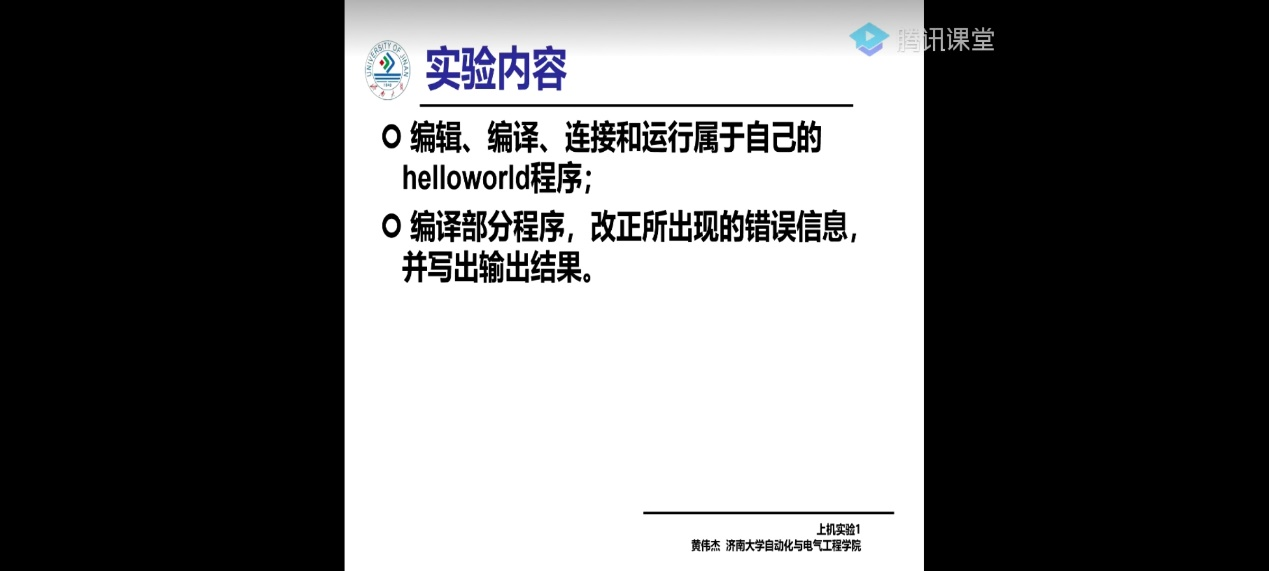 腾讯课堂
实验内容
编辑、编译、连接和运行属于自己的
helloworld程序；
编译部分程序，改正所出现的错误信息，
并写出输出结果。
上机实验1
黄伟杰 济南大学自动化与电气工程学院
UNIVERSITY OF JINAN